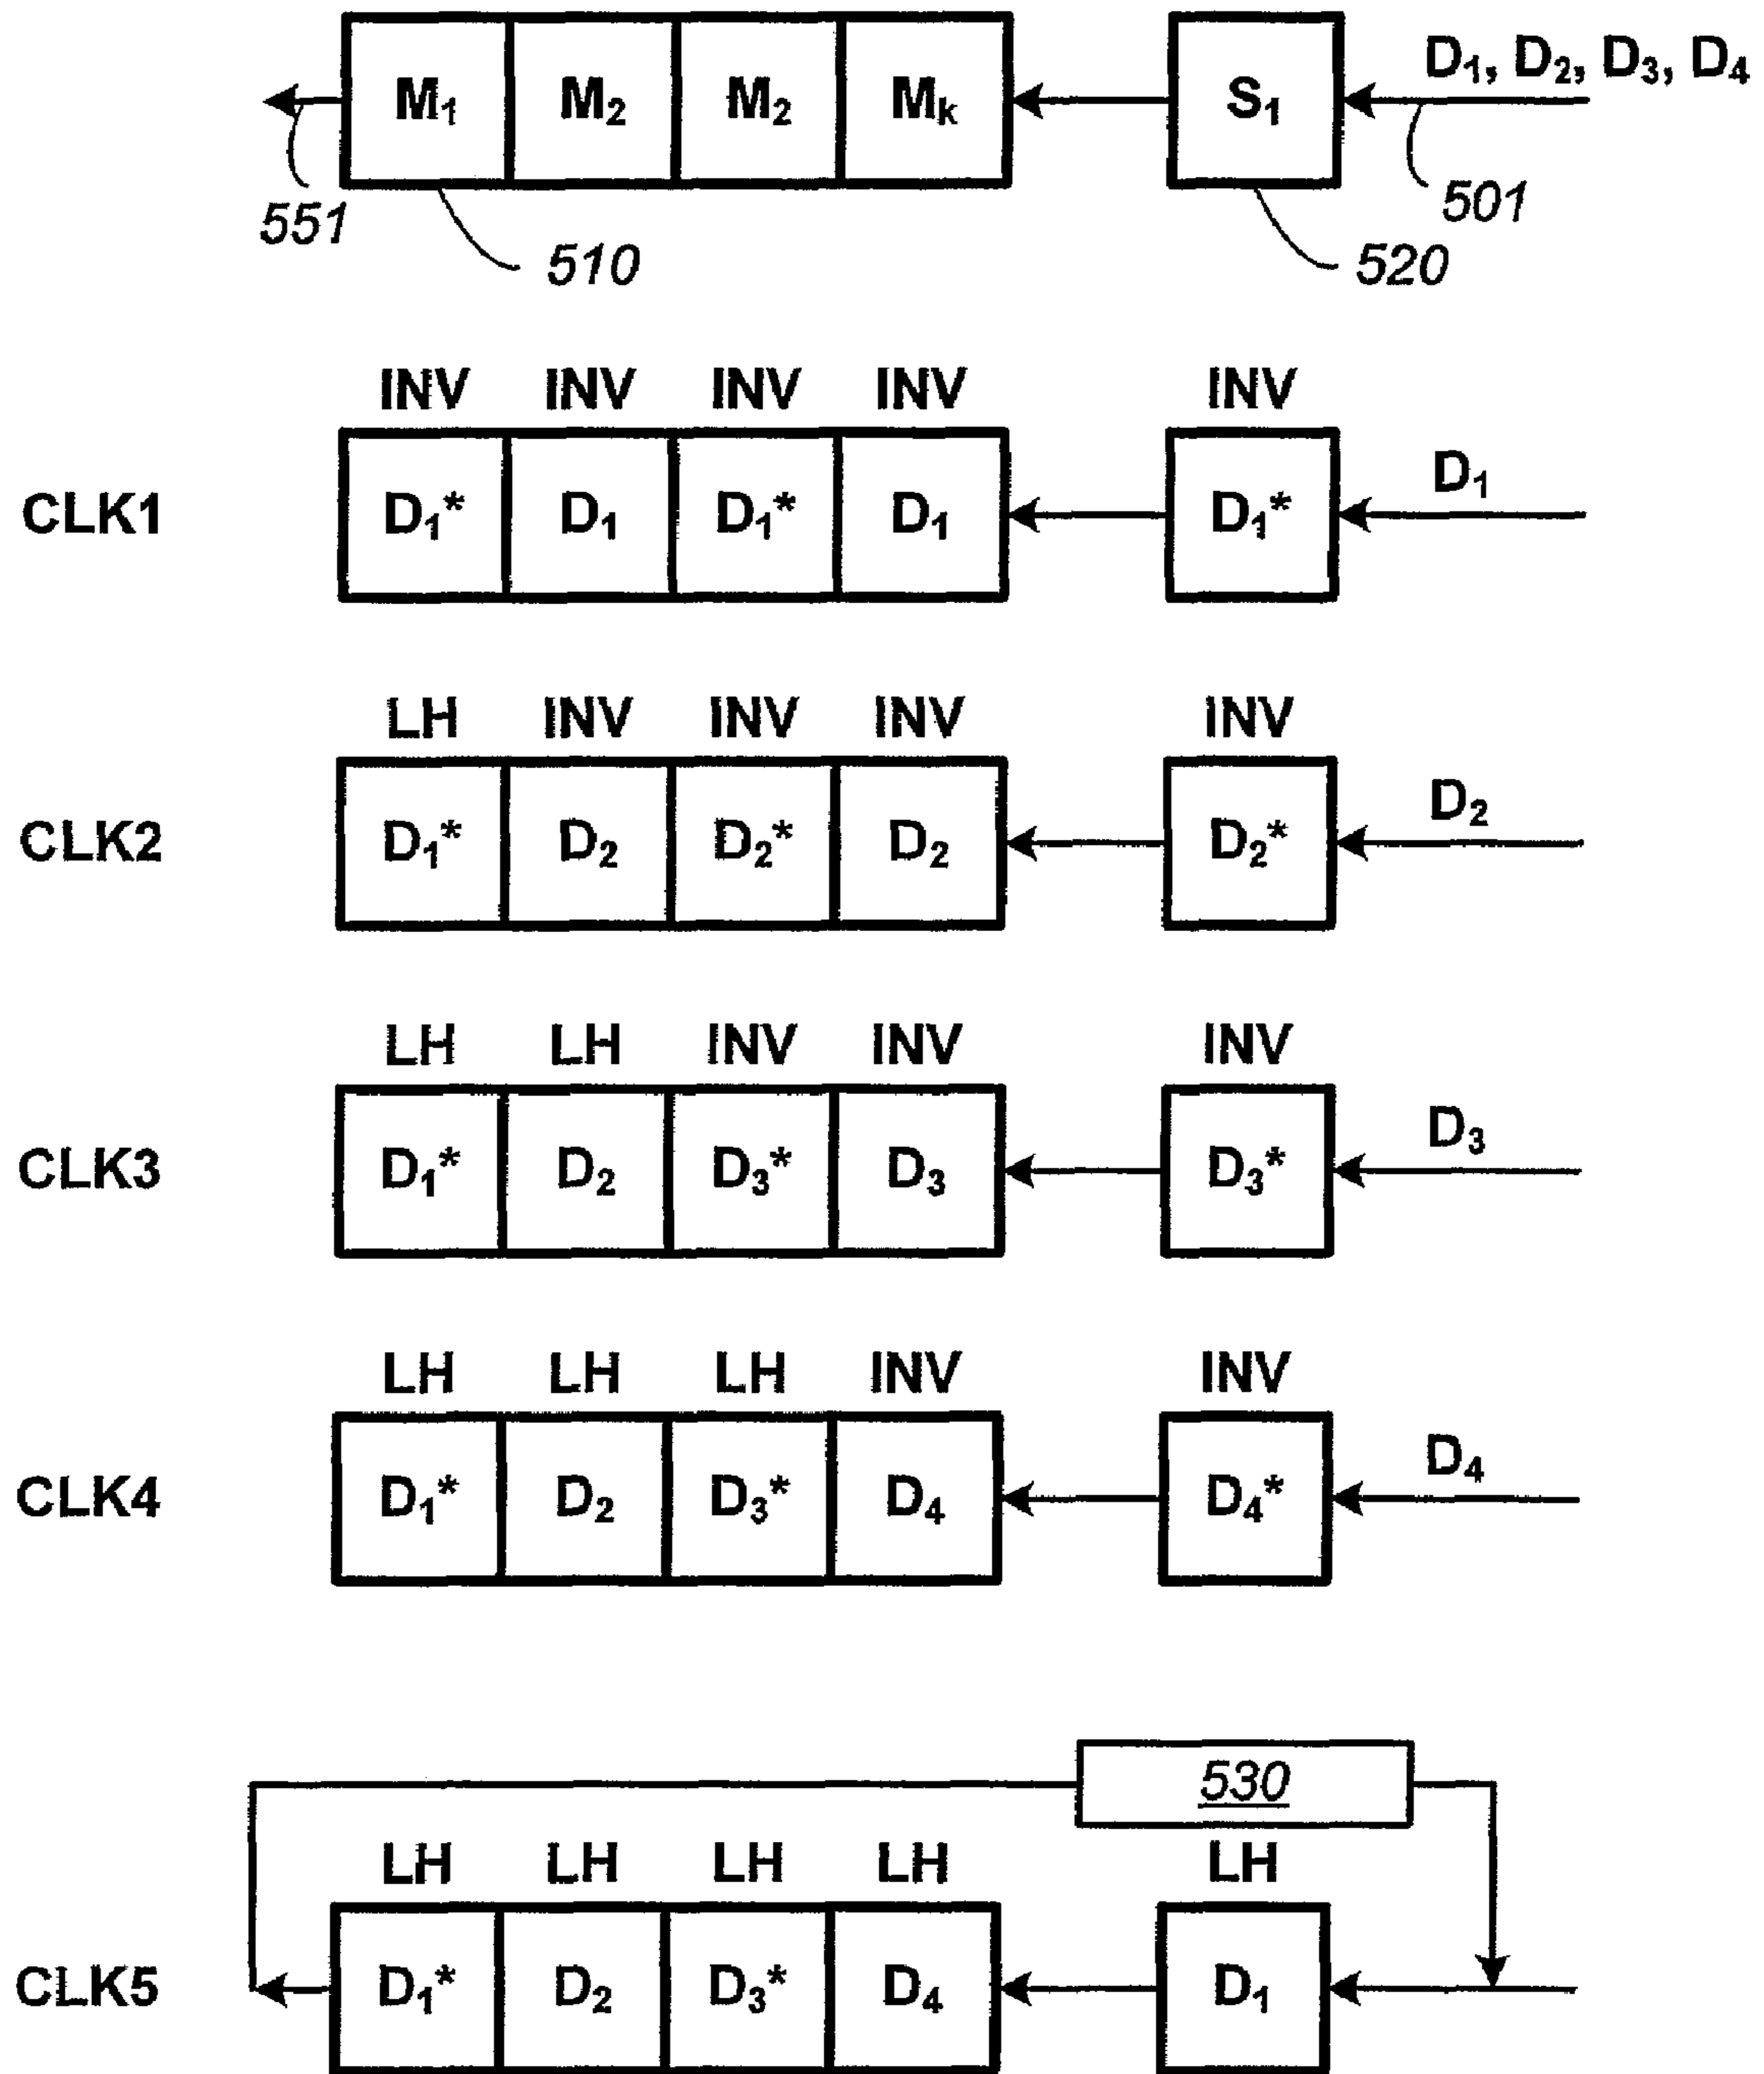 M₁ M₂ M₂ Mₖ S₁ D₁, D₂, D₃, D₄
551 510 520 501
INV INV INV INV INV
CLK1 D₁* D₁ D₁* D₁ D₁* D₁
LH INV INV INV INV
CLK2 D₁* D₂ D₂* D₂ D₂* D₂
LH LH INV INV INV
CLK3 D₁* D₂ D₃* D₃ D₃* D₃
LH LH LH INV INV
CLK4 D₁* D₂ D₃* D₄ D₄* D₄
530
LH LH LH LH LH
CLK5 D₁* D₂ D₃* D₄ D₁